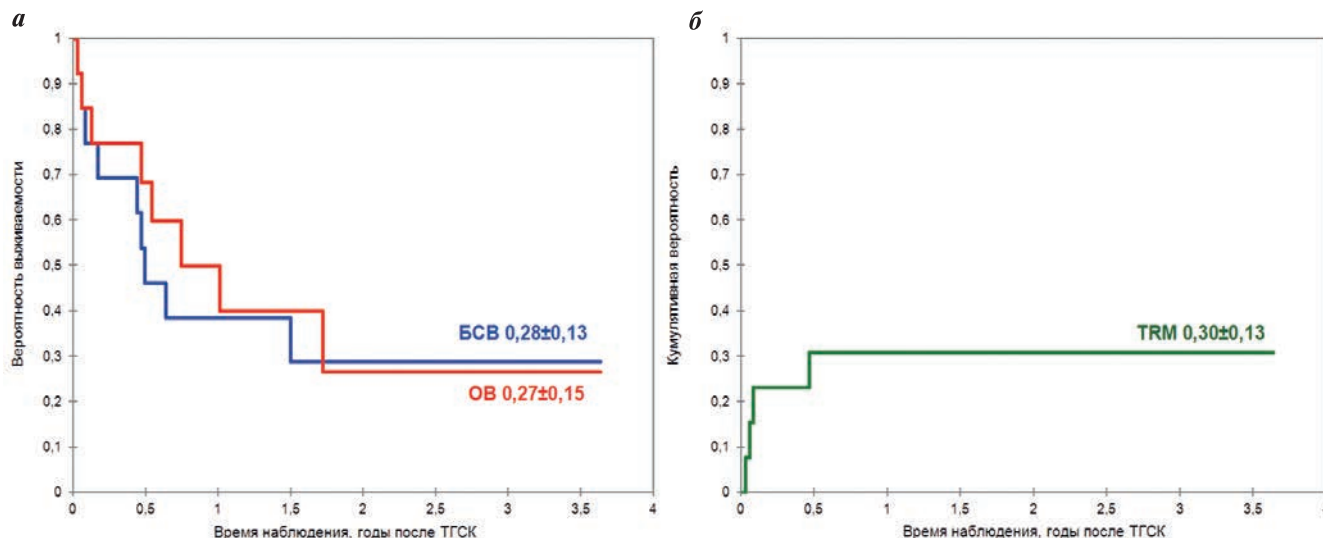 а
Вероятность выживаемости
1
0,9
0,8
0,7
0,6
0,5
0,4
0,3
0,2
0,1
0
БСВ 0,28±0,13
ОВ 0,27±0,15
0 0,5 1 1,5 2 2,5 3 3,5 4
Время наблюдения, годы после ТГСК
б
Кумулятивная вероятность
1
0,9
0,8
0,7
0,6
0,5
0,4
0,3
0,2
0,1
0
TRM 0,30±0,13
0 0,5 1 1,5 2 2,5 3 3,5 4
Время наблюдения, годы после ТГСК